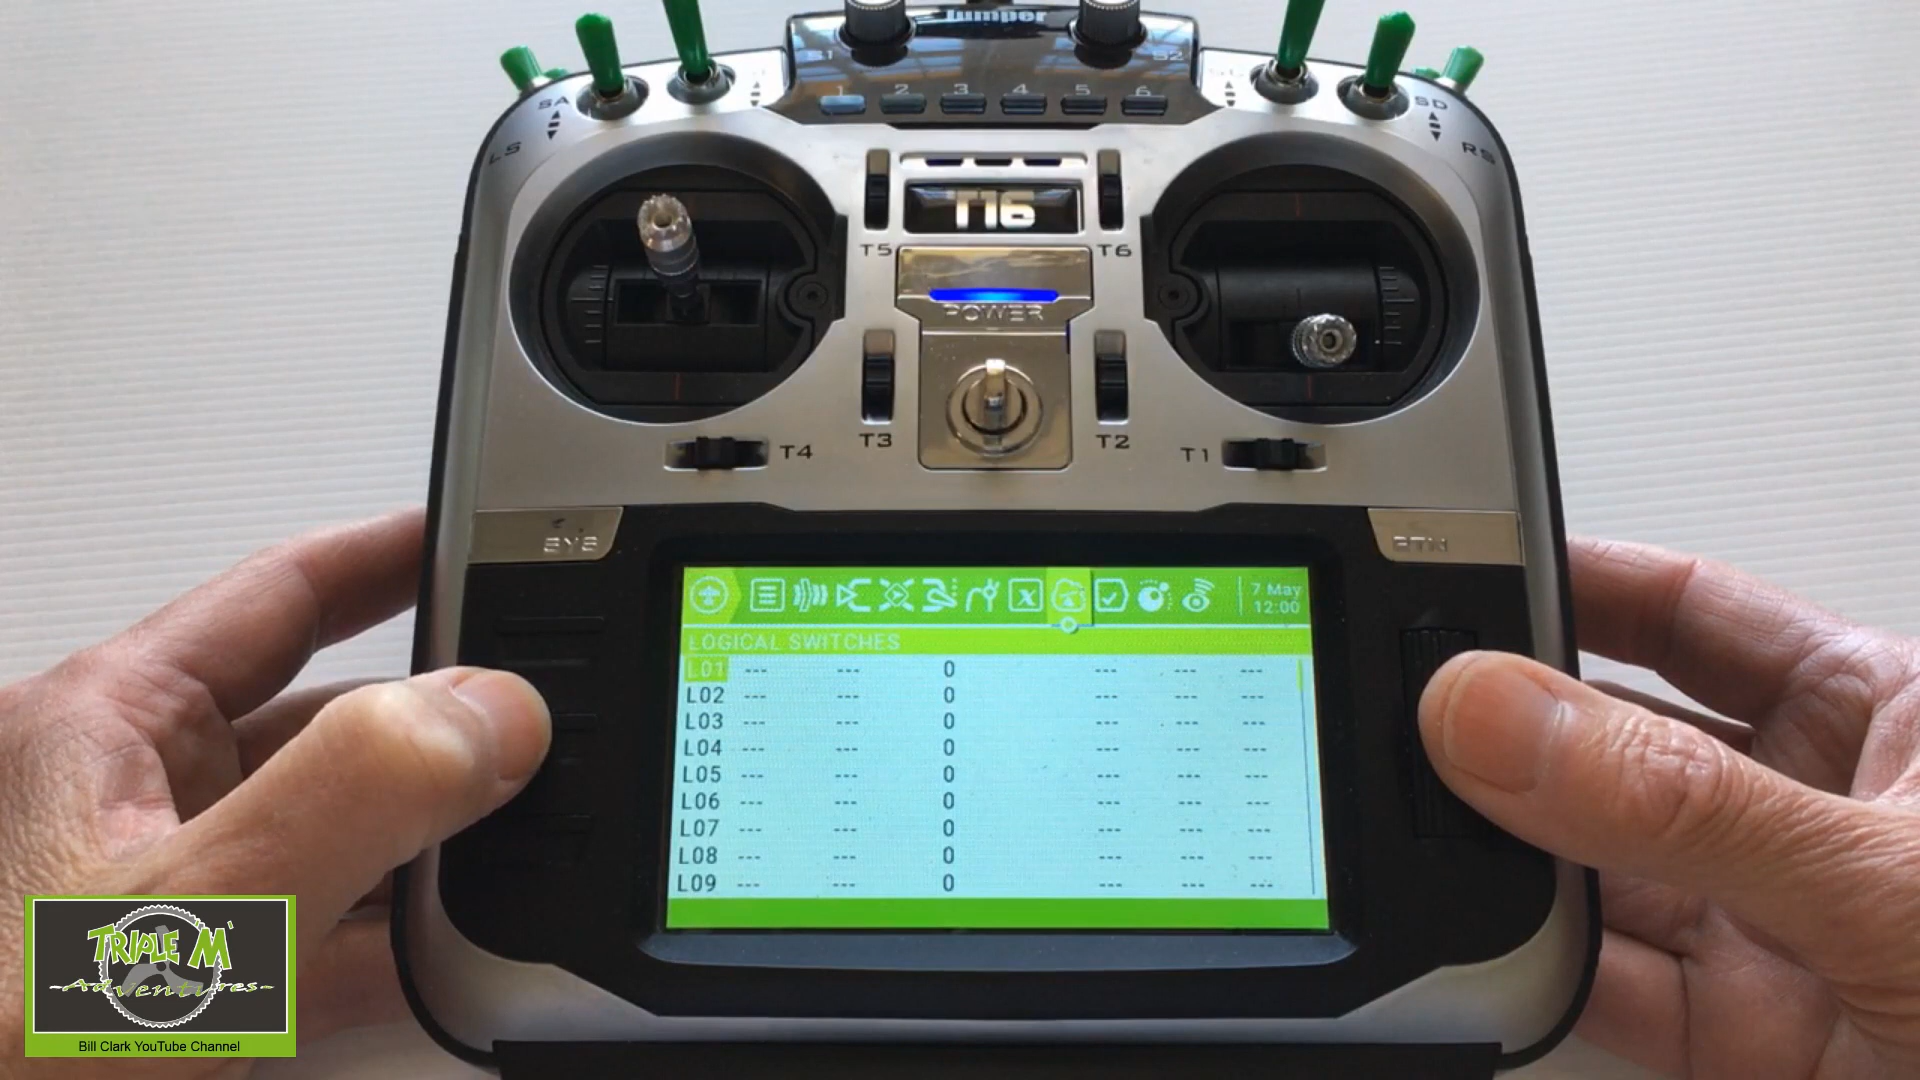 Jumper
S1
S2
1 2 3 4 5 6
SA
SD
LS
RS
T16
T5
T6
POWER
T3
T2
T4
T1
SYS
RTN
7 May
12:00
LOGICAL SWITCHES
L01 --- --- 0 --- --- ---
L02 --- --- 0 --- --- ---
L03 --- --- 0 --- --- ---
L04 --- --- 0 --- --- ---
L05 --- --- 0 --- --- ---
L06 --- --- 0 --- --- ---
L07 --- --- 0 --- --- ---
L08 --- --- 0 --- --- ---
L09 --- --- 0 --- --- ---
TRIPLE M'
-Adventures-
Bill Clark YouTube Channel